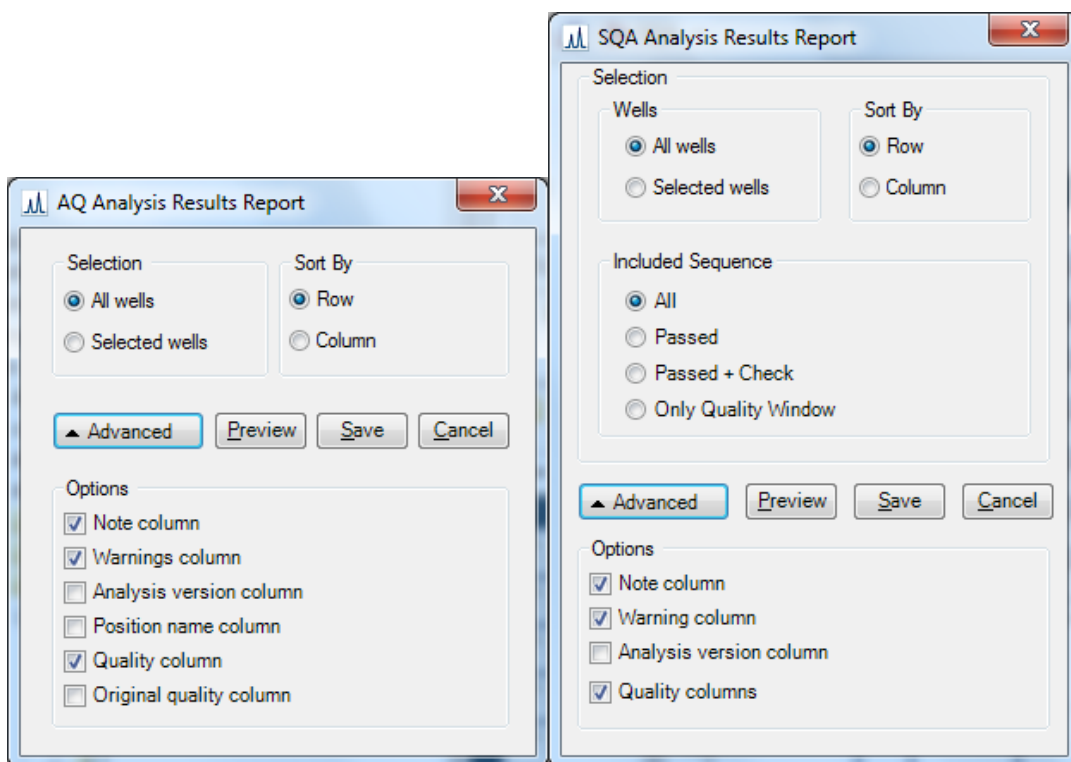 AQ Analysis Results Report
Selection
Sort By
All wells
Row
Selected wells
Column
Advanced
Preview
Save
Cancel
Options
Note column
Warnings column
Analysis version column
Position name column
Quality column
Original quality column
SQA Analysis Results Report
Selection
Wells
Sort By
All wells
Row
Selected wells
Column
Included Sequence
All
Passed
Passed + Check
Only Quality Window
Advanced
Preview
Save
Cancel
Options
Note column
Warning column
Analysis version column
Quality columns